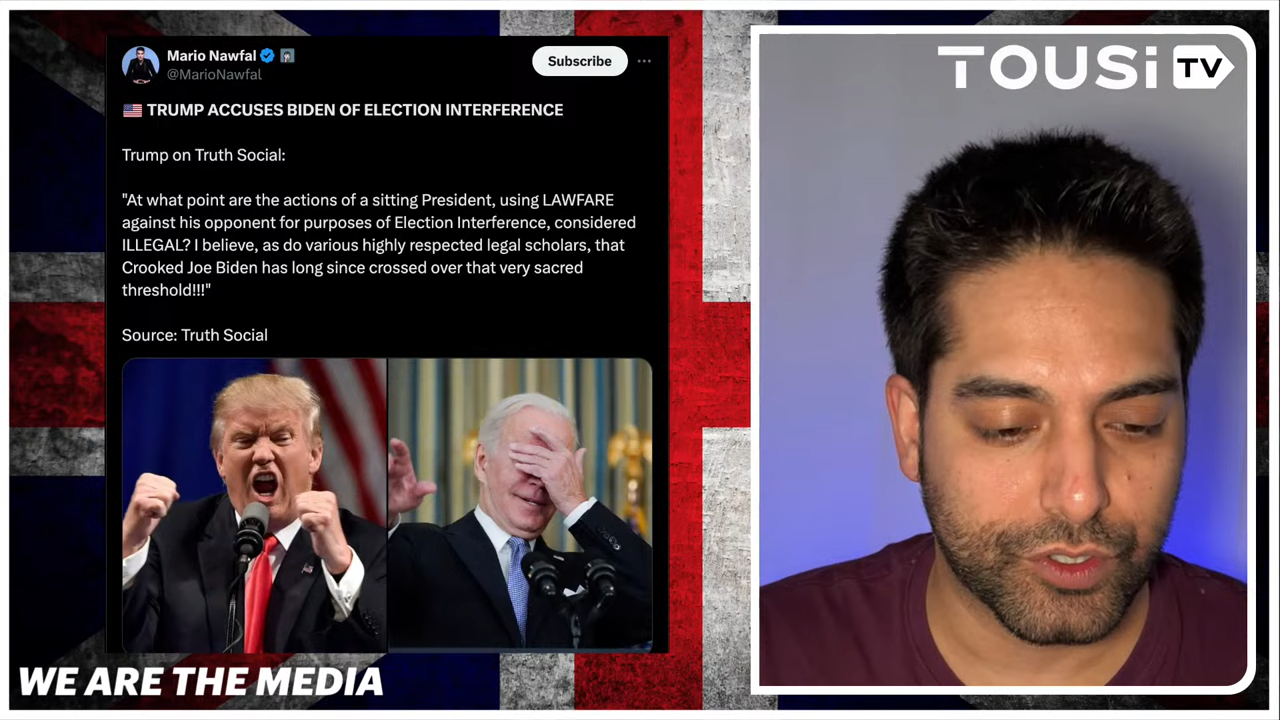 Mario Nawfal
@MarioNawfal
Subscribe
🇺🇸 TRUMP ACCUSES BIDEN OF ELECTION INTERFERENCE
Trump on Truth Social:
"At what point are the actions of a sitting President, using LAWFARE
against his opponent for purposes of Election Interference, considered
ILLEGAL? I believe, as do various highly respected legal scholars, that
Crooked Joe Biden has long since crossed over that very sacred
threshold!!!"
Source: Truth Social
TOUSi TV
WE ARE THE MEDIA